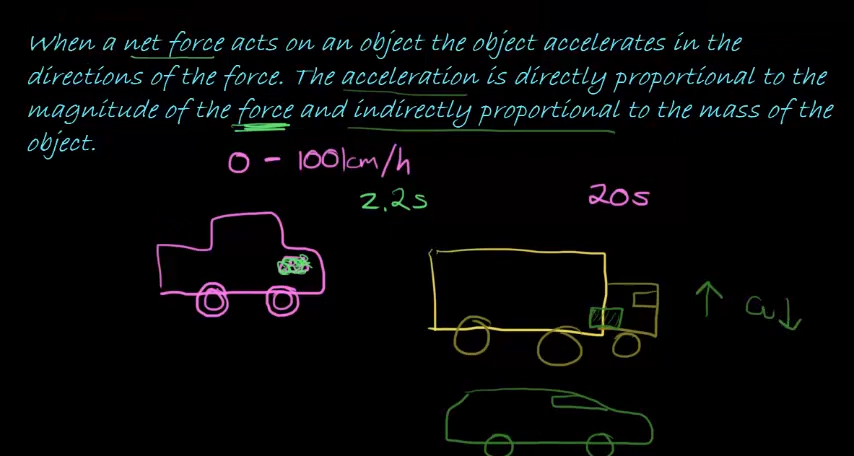 When a net force acts on an object the object accelerates in the
directions of the force. The acceleration is directly proportional to the
magnitude of the force and indirectly proportional to the mass of the
object.
0 - 100km/h
2.2s 20s
a↓